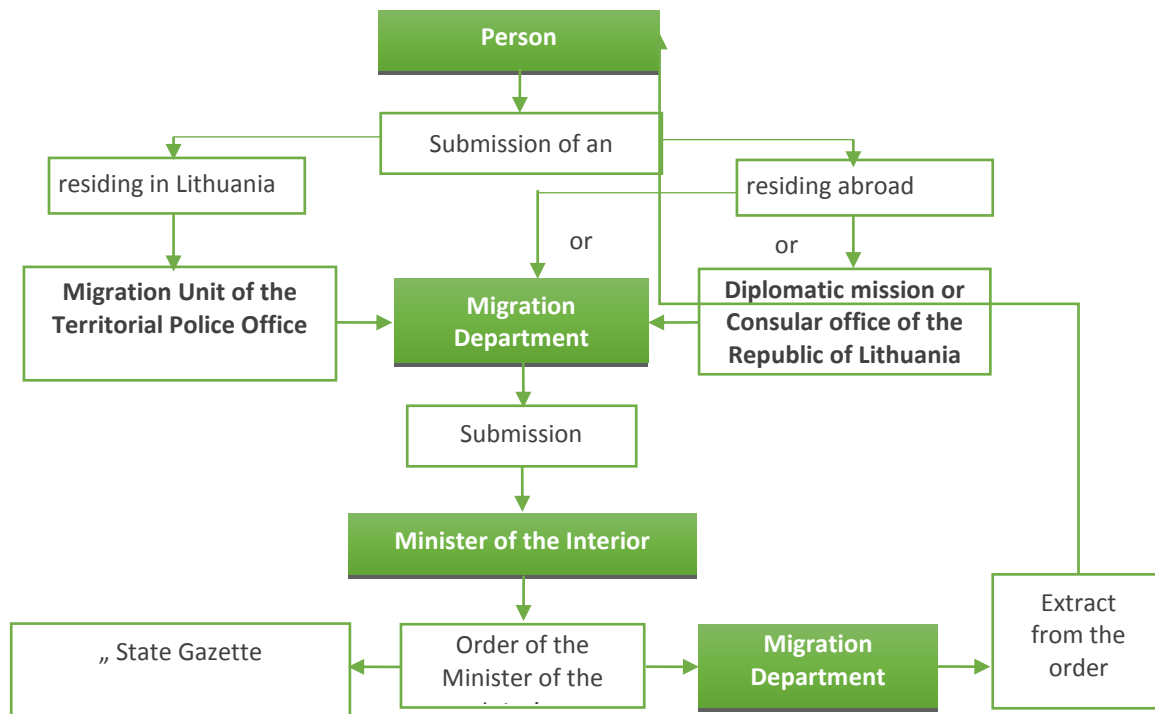 Person
Submission of an
residing in Lithuania
residing abroad
or
or
Migration Unit of the
Territorial Police Office
Migration
Department
Diplomatic mission or
Consular office of the
Republic of Lithuania
Submission
Minister of the Interior
„ State Gazette
Order of the
Minister of the
Migration
Department
Extract
from the
order